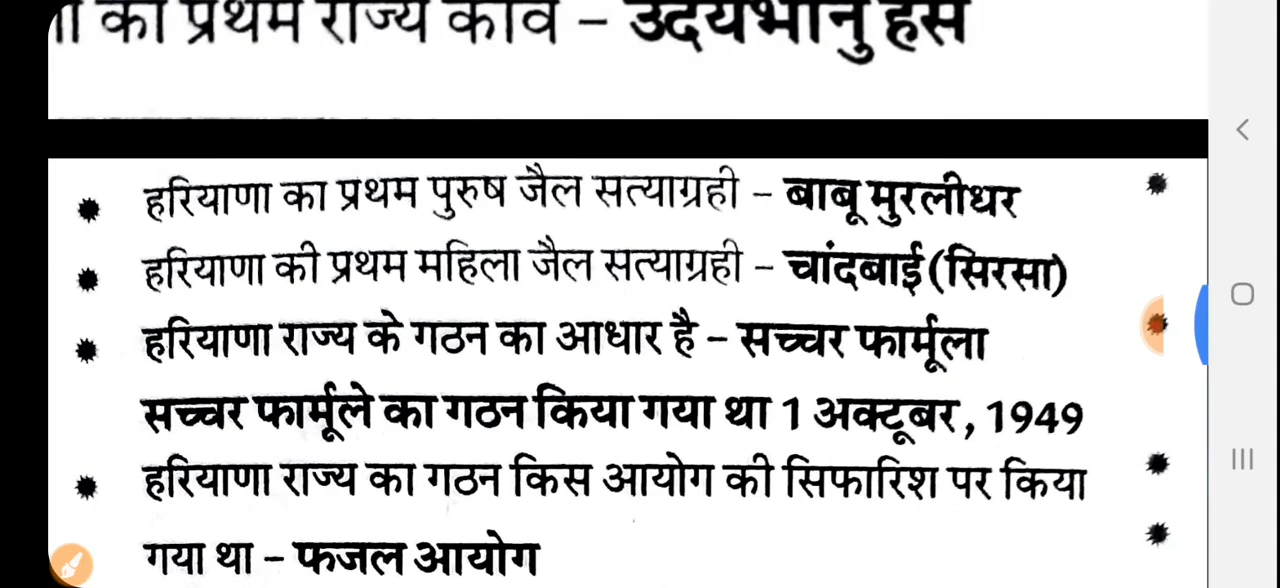 का प्रथम राज्य कवि – उदयभानु हंस
हरियाणा का प्रथम पुरुष जैल सत्याग्रही – बाबू मुरलीधर
हरियाणा की प्रथम महिला जैल सत्याग्रही – चांदबाई (सिरसा)
हरियाणा राज्य के गठन का आधार है – सच्चर फार्मूला
सच्चर फार्मूले का गठन किया गया था 1 अक्टूबर, 1949
हरियाणा राज्य का गठन किस आयोग की सिफारिश पर किया
गया था – फजल आयोग